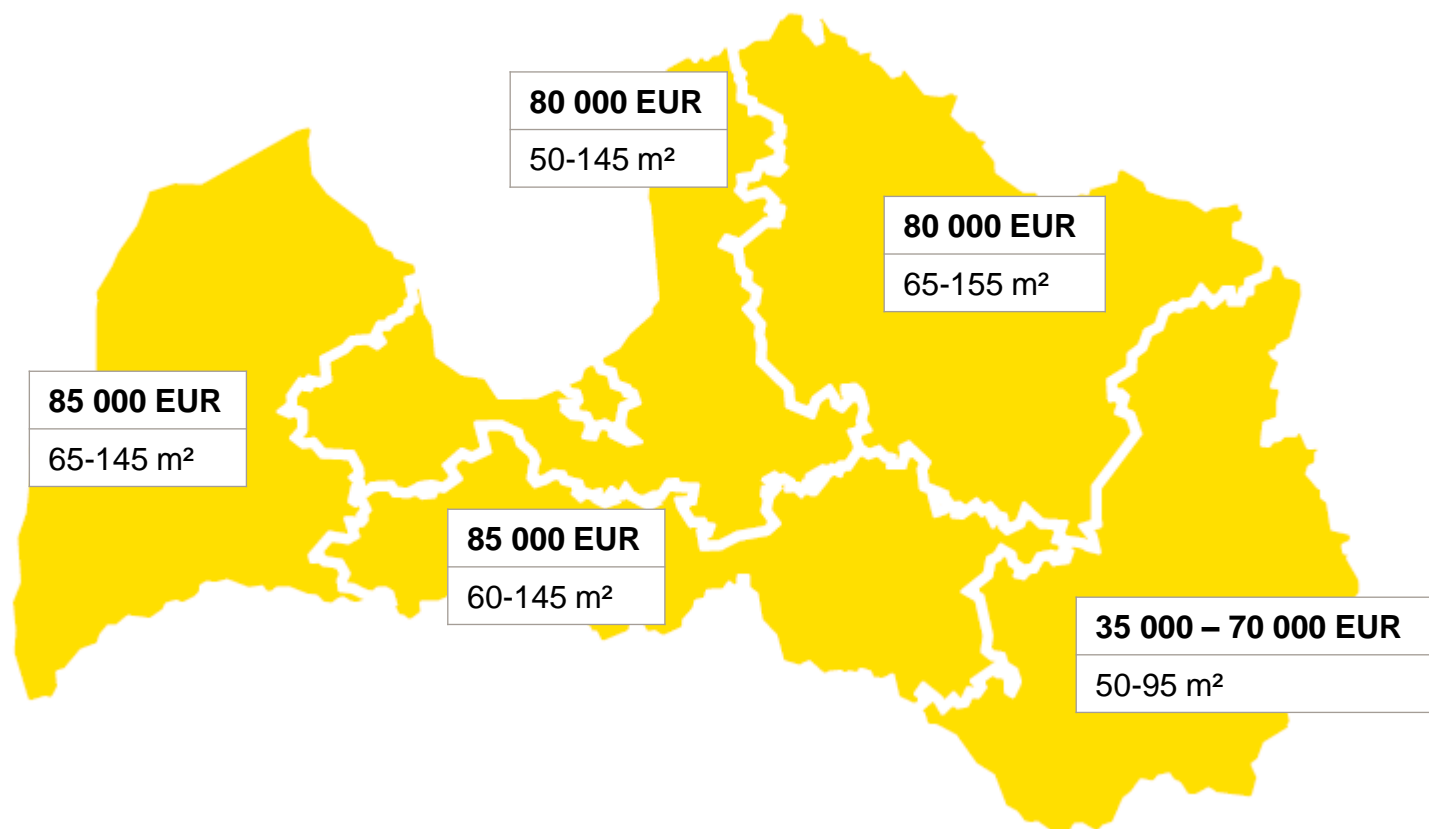 80 000 EUR
50-145 m²
80 000 EUR
65-155 m²
85 000 EUR
65-145 m²
85 000 EUR
60-145 m²
35 000 – 70 000 EUR
50-95 m²